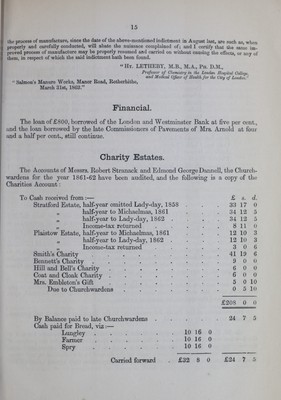 15
the process of manufacture, since the date of the above-mentioned indictment in August last, are such as, when
properly and carefully conducted, will abate the nuisance complained of; and I certify that the same im-
proved process of manufacture may be properly resumed and carried on without causing the effects, or any of
them, in respect of which the said indictment hath been found.
"Hy. LETHEBY, M.B., M.A., Ph. D.M.,
Professor of Chemistry in the London Hospital College,
and Medical Officer of Health for the City of London."
"Salmon's Manure Works, Manor Road, Rotherhithe,
March 31st, 1862."
Financial.
The loan of £800, borrowed of the London and Westminster Bank at five per cent.,
and the loan borrowed by the late Commissioners of Pavements of Mrs. Arnold at four
and a half per cent., still continue.
Charity Estates.
The Accounts of Messrs. Robert Strannack and Edmond George Dannell, the Church-
wardens for the year 1861-62 have been audited, and the following is a copy of the
Charities Account:
To Cash received from:— £ s. d.
Stratford Estate, half-year omitted Lady-day, 1858 . 33 17 0
„ half-year to Michaelmas, 1861 34 12 5
„ half-year to Lady-day, 1862 . 34 12 5
„ Income-tax returned . 8 11 0
Plaistow Estate, half-year to Michaelmas, 1861 . 12 10 3
„ half-year to Lady-day, 1862 . 12 10 3
„ Income-tax returned . 3 0 6
Smith's Charity . 41 19 6
Bennett's Charity . 9 0 0
Hill and Bell's Charity . 6 0 0
Coat and Cloak Charity . 6 0 0
Mrs. Embleton's Gift . 5 0 10
Due to Churchwardens . 0 5 10
£208 0 0
By Balance paid to late Churchwardens . 24 7 5
Cash paid for Bread, viz:—
Langley . 10 16 0
Farmer . 10 16 0
Spry . 10 16 0
Carried forward . £32 8 0 £24 7 5